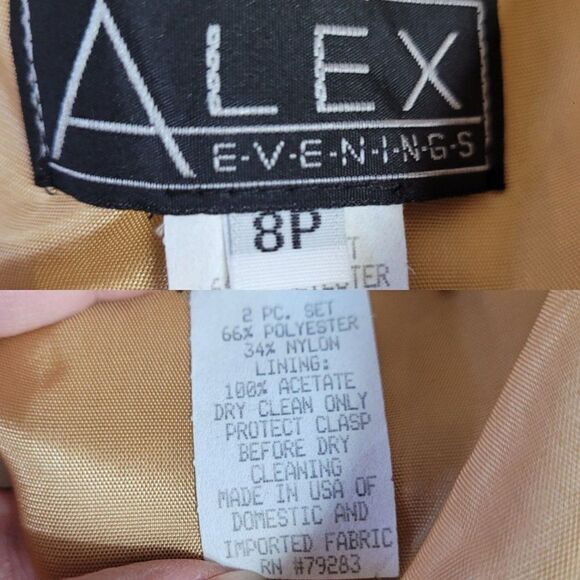 ALEX
E·V·E·N·I·N·G·S
8P
2 PC. SET
66% POLYESTER
34% NYLON
LINING:
100% ACETATE
DRY CLEAN ONLY
PROTECT CLASP
BEFORE DRY
CLEANING
MADE IN USA OF
DOMESTIC AND
IMPORTED FABRIC
RN #79283